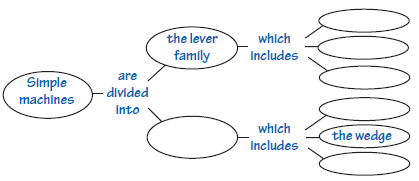 the lever
family
which
includes
Simple
machines
are
divided
into
which
includes
the wedge